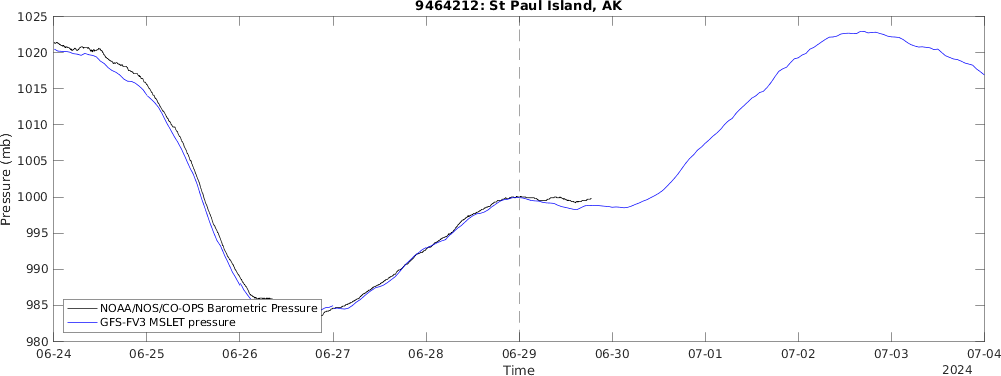 9464212: St Paul Island, AK
Pressure (mb)
1025
1020
1015
1010
1005
1000
995
990
985
980
NOAA/NOS/CO-OPS Barometric Pressure
GFS-FV3 MSLET pressure
06-24 06-25 06-26 06-27 06-28 06-29 06-30 07-01 07-02 07-03 07-04
Time
2024